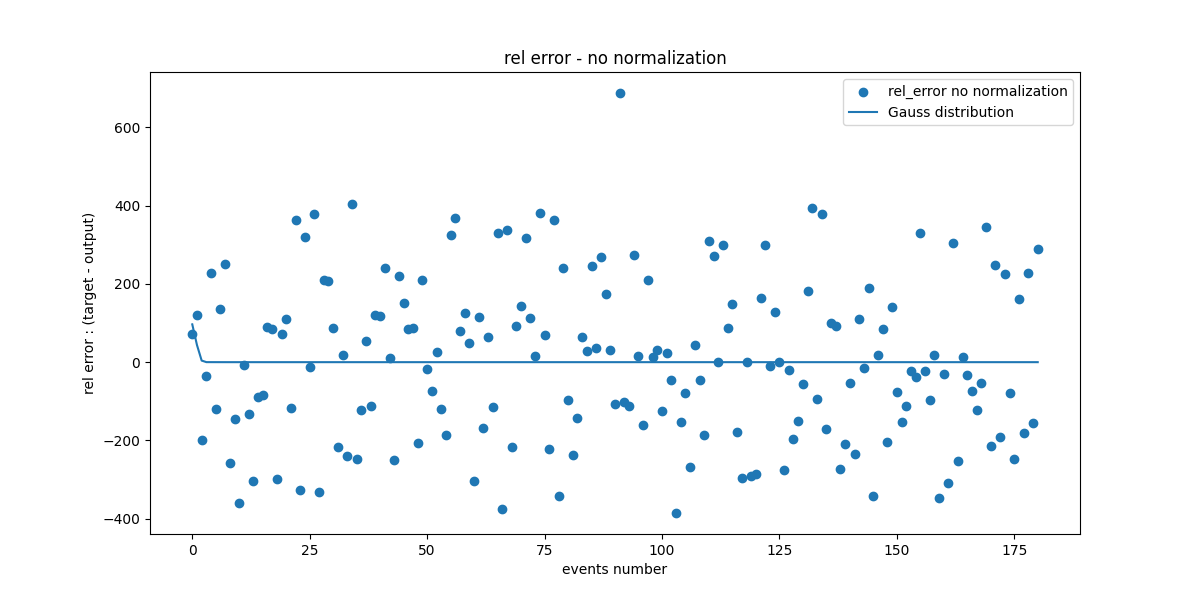 rel error - no normalization
rel_error no normalization
Gauss distribution
600
400
200
0
−200
−400
rel error : (target - output)
0 25 50 75 100 125 150 175
events number